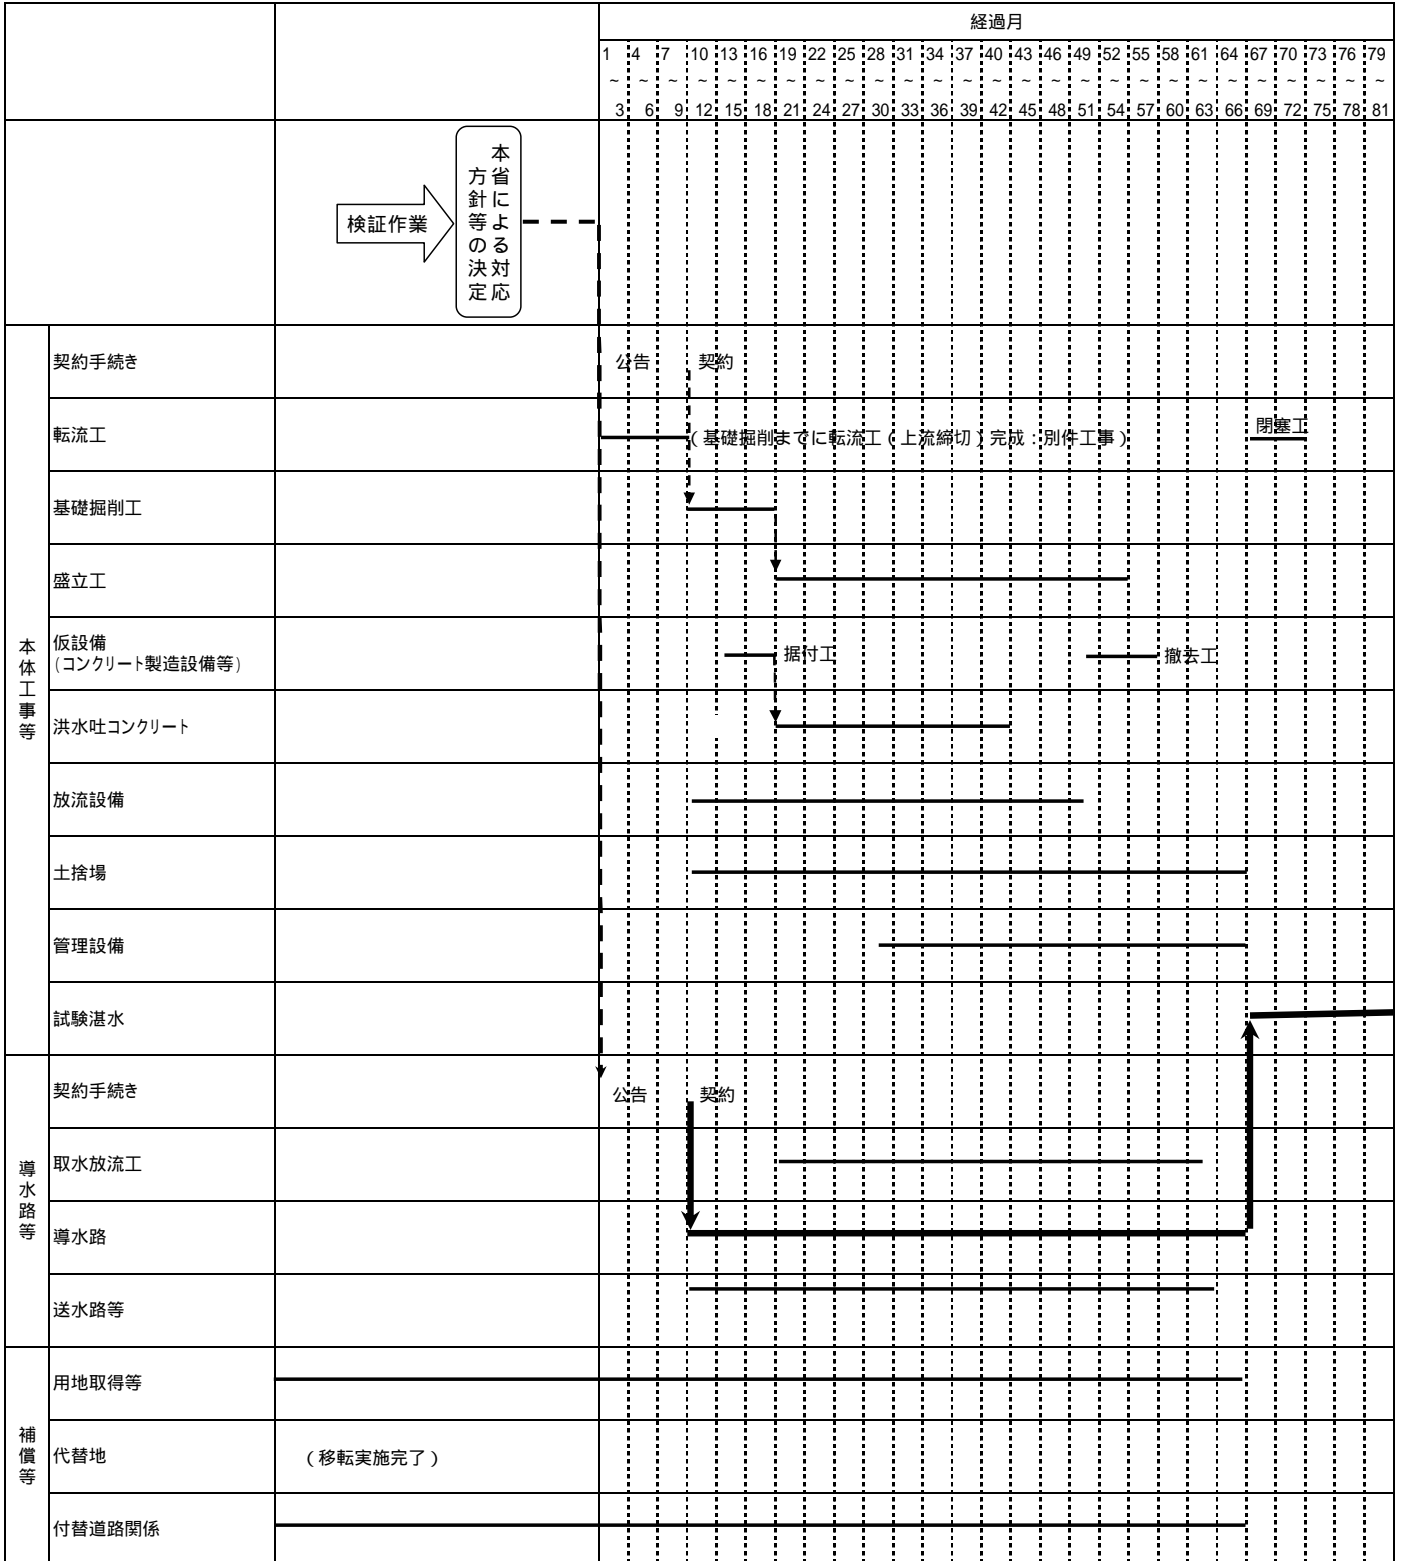 経過月
1 4 7 10 13 16 19 22 25 28 31 34 37 40 43 46 49 52 55 58 61 64 67 70 73 76 79
~ ~ ~ ~ ~ ~ ~ ~ ~ ~ ~ ~ ~ ~ ~ ~ ~ ~ ~ ~ ~ ~ ~ ~ ~ ~ ~
3 6 9 12 15 18 21 24 27 30 33 36 39 42 45 48 51 54 57 60 63 66 69 72 75 78 81
検証作業
本省による対応
方針等の決定
本体工事等
契約手続き
公告 契約
転流工
(基礎掘削までに転流工(上流締切)完成:別件工事)
閉塞工
基礎掘削工
盛立工
仮設備
(コンクリート製造設備等)
据付工
撤去工
洪水吐コンクリート
放流設備
土捨場
管理設備
試験湛水
導水路等
契約手続き
公告 契約
取水放流工
導水路
送水路等
補償等
用地取得等
代替地
(移転実施完了)
付替道路関係